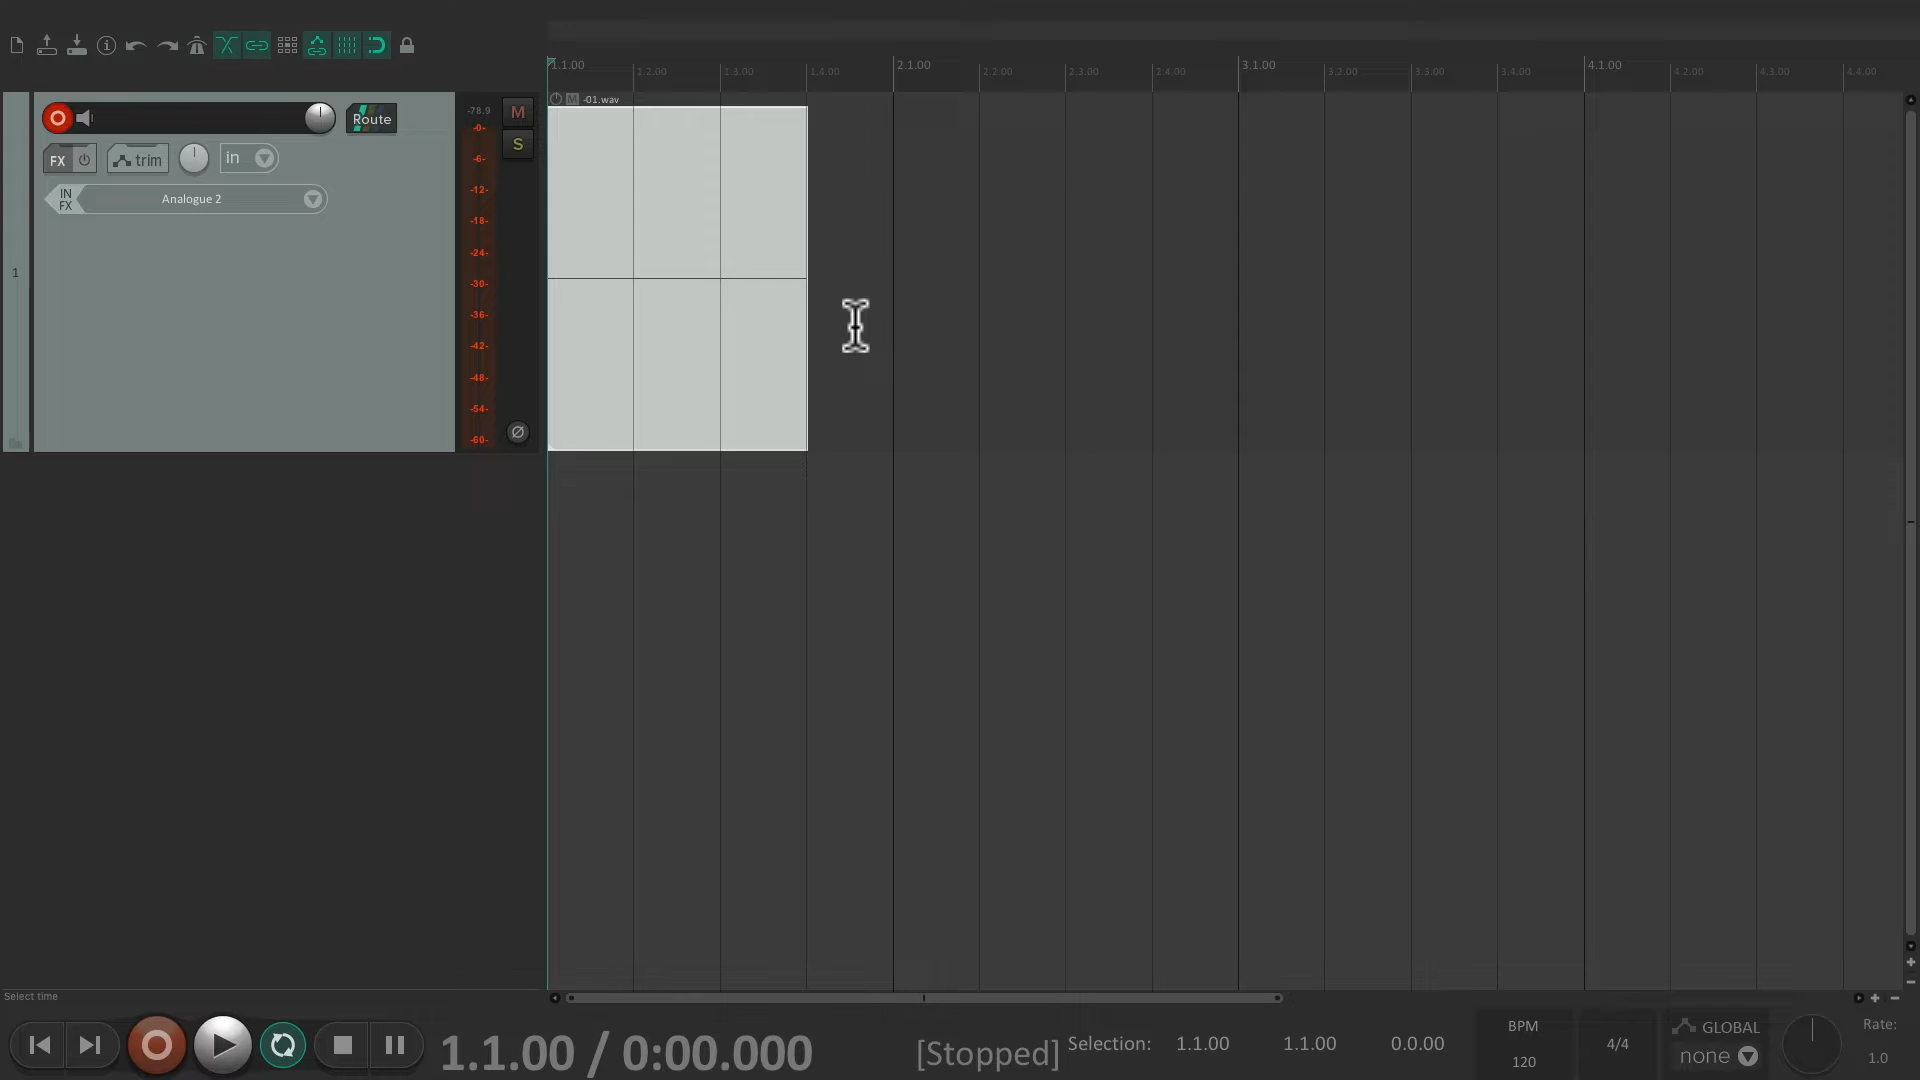 1.1.00
1.2.00
1.3.00
1.4.00
2.1.00
2.2.00
2.3.00
2.4.00
3.1.00
3.2.00
3.3.00
3.4.00
4.1.00
4.2.00
4.3.00
4.4.00
M -01.wav
Route
FX
trim
in
IN
FX
Analogue 2
1
-78.9
-0-
-6-
-12-
-18-
-24-
-30-
-36-
-42-
-48-
-54-
-60-
M
S
Select time
1.1.00 / 0:00.000
[Stopped]
Selection: 1.1.00 1.1.00 0.0.00
BPM
120
4/4
GLOBAL
none
Rate:
1.0